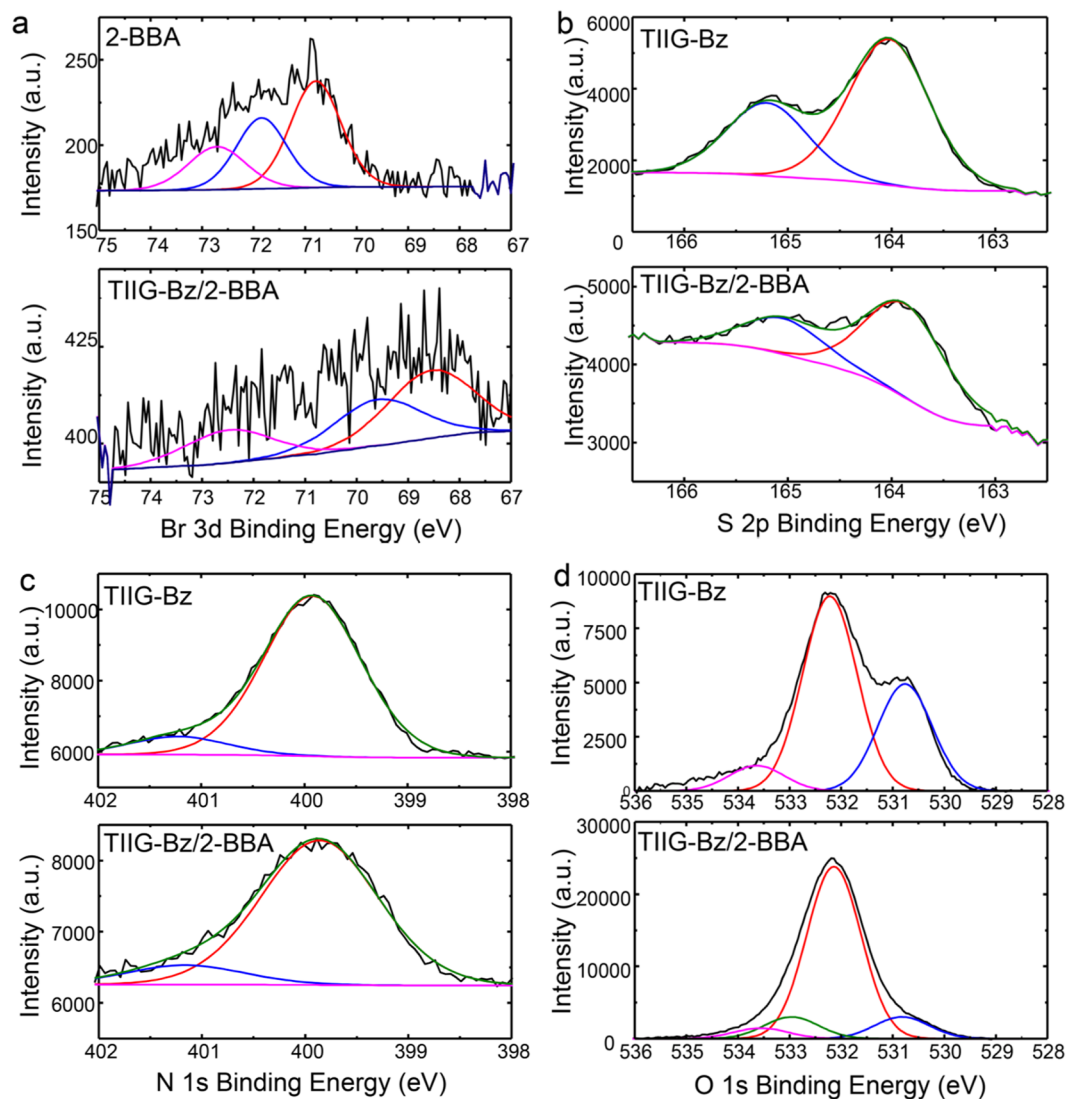 a
2-BBA
250
200
150
Intensity (a.u.)
75 74 73 72 71 70 69 68 67
TIIG-Bz/2-BBA
425
400
Intensity (a.u.)
75 74 73 72 71 70 69 68 67
Br 3d Binding Energy (eV)
b
TIIG-Bz
6000
4000
2000
0
Intensity (a.u.)
166 165 164 163
TIIG-Bz/2-BBA
5000
4000
3000
Intensity (a.u.)
166 165 164 163
S 2p Binding Energy (eV)
c
TIIG-Bz
10000
8000
6000
Intensity (a.u.)
402 401 400 399 398
TIIG-Bz/2-BBA
8000
7000
6000
Intensity (a.u.)
402 401 400 399 398
N 1s Binding Energy (eV)
d
TIIG-Bz
10000
7500
5000
2500
0
Intensity (a.u.)
536 535 534 533 532 531 530 529 528
TIIG-Bz/2-BBA
30000
20000
10000
0
Intensity (a.u.)
536 535 534 533 532 531 530 529 528
O 1s Binding Energy (eV)